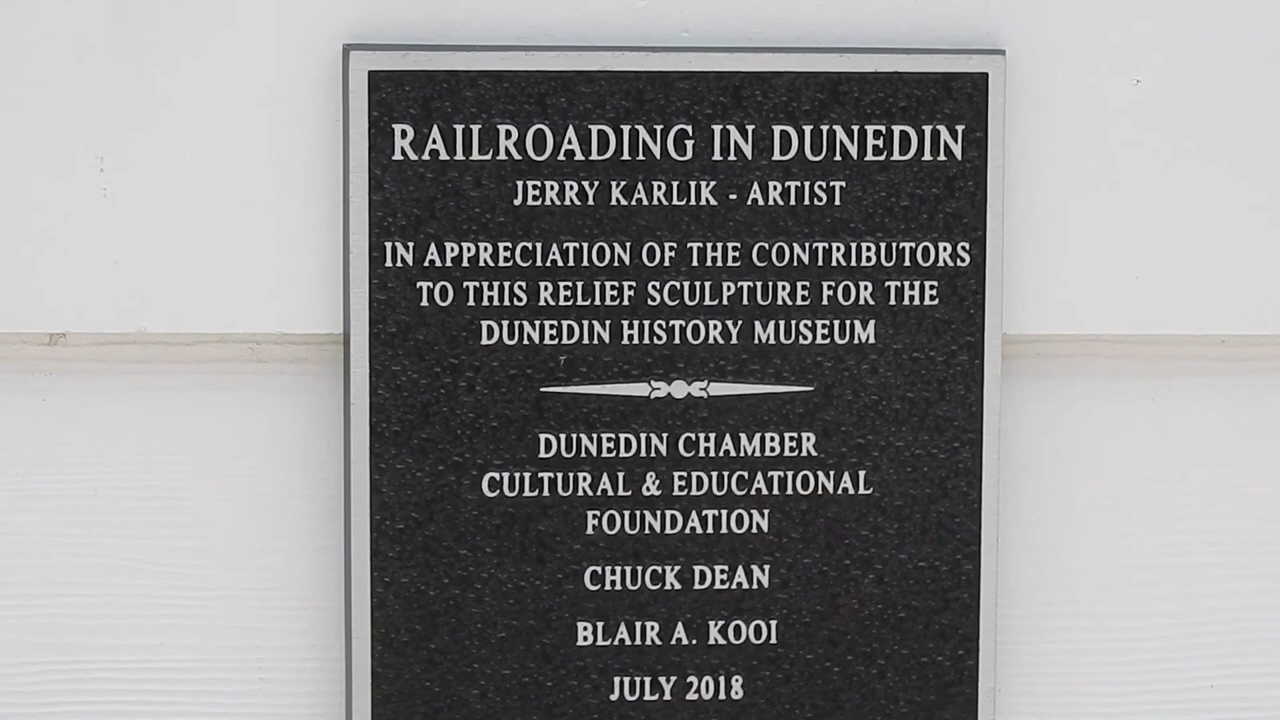 RAILROADING IN DUNEDIN
JERRY KARLIK - ARTIST
IN APPRECIATION OF THE CONTRIBUTORS
TO THIS RELIEF SCULPTURE FOR THE
DUNEDIN HISTORY MUSEUM
DUNEDIN CHAMBER
CULTURAL & EDUCATIONAL
FOUNDATION
CHUCK DEAN
BLAIR A. KOOI
JULY 2018